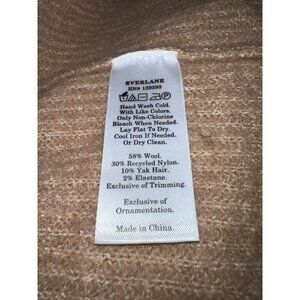 EVERLANE
RN# 139393
Hand Wash Cold.
With Like Colors.
Only Non-Chlorine
Bleach When Needed.
Lay Flat To Dry.
Cool Iron If Needed.
Or Dry Clean.
58% Wool.
30% Recycled Nylon.
10% Yak Hair.
2% Elastane.
Exclusive of Trimming.
Exclusive of
Ornamentation.
Made in China.